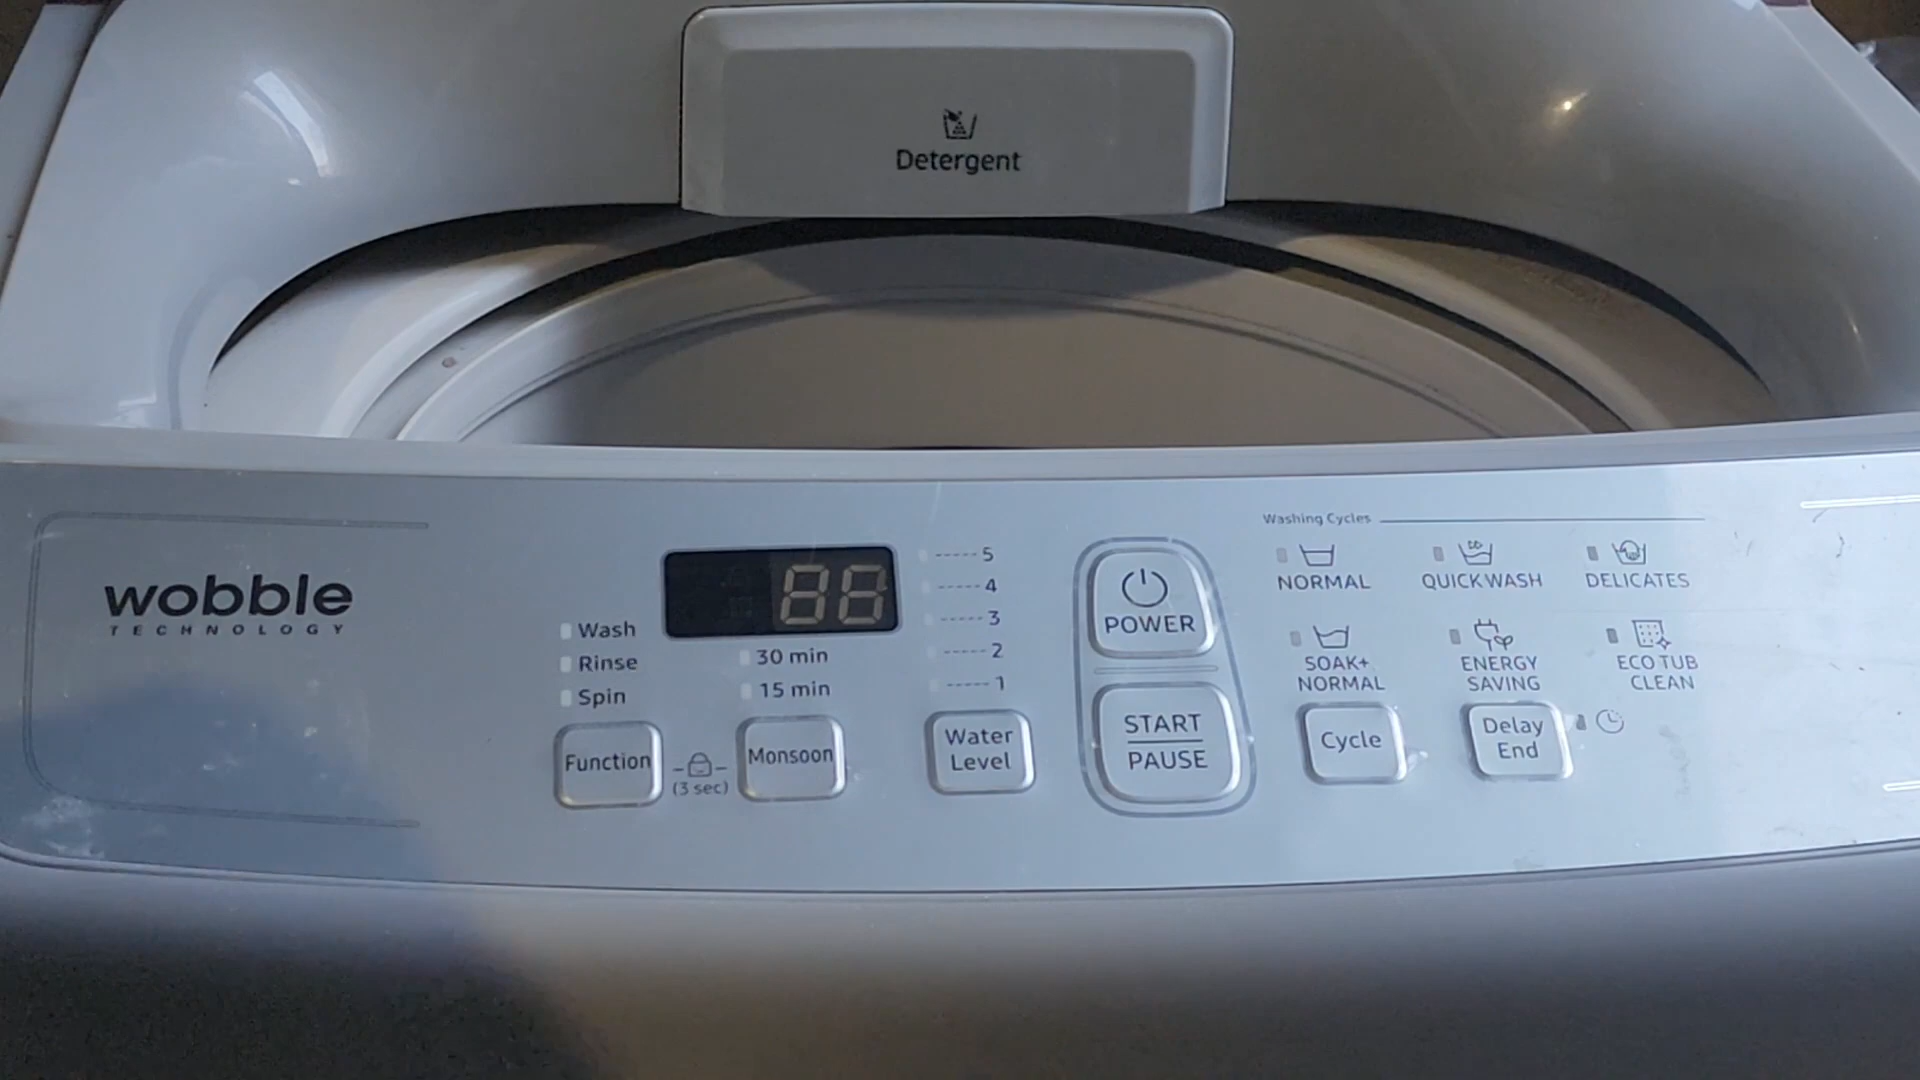 Detergent
wobble
TECHNOLOGY
88
Wash
Rinse
Spin
30 min
15 min
5
4
3
2
1
Function
(3 sec)
Monsoon
Water
Level
POWER
START
PAUSE
Washing Cycles
NORMAL
QUICK WASH
DELICATES
SOAK+
NORMAL
ENERGY
SAVING
ECO TUB
CLEAN
Cycle
Delay
End